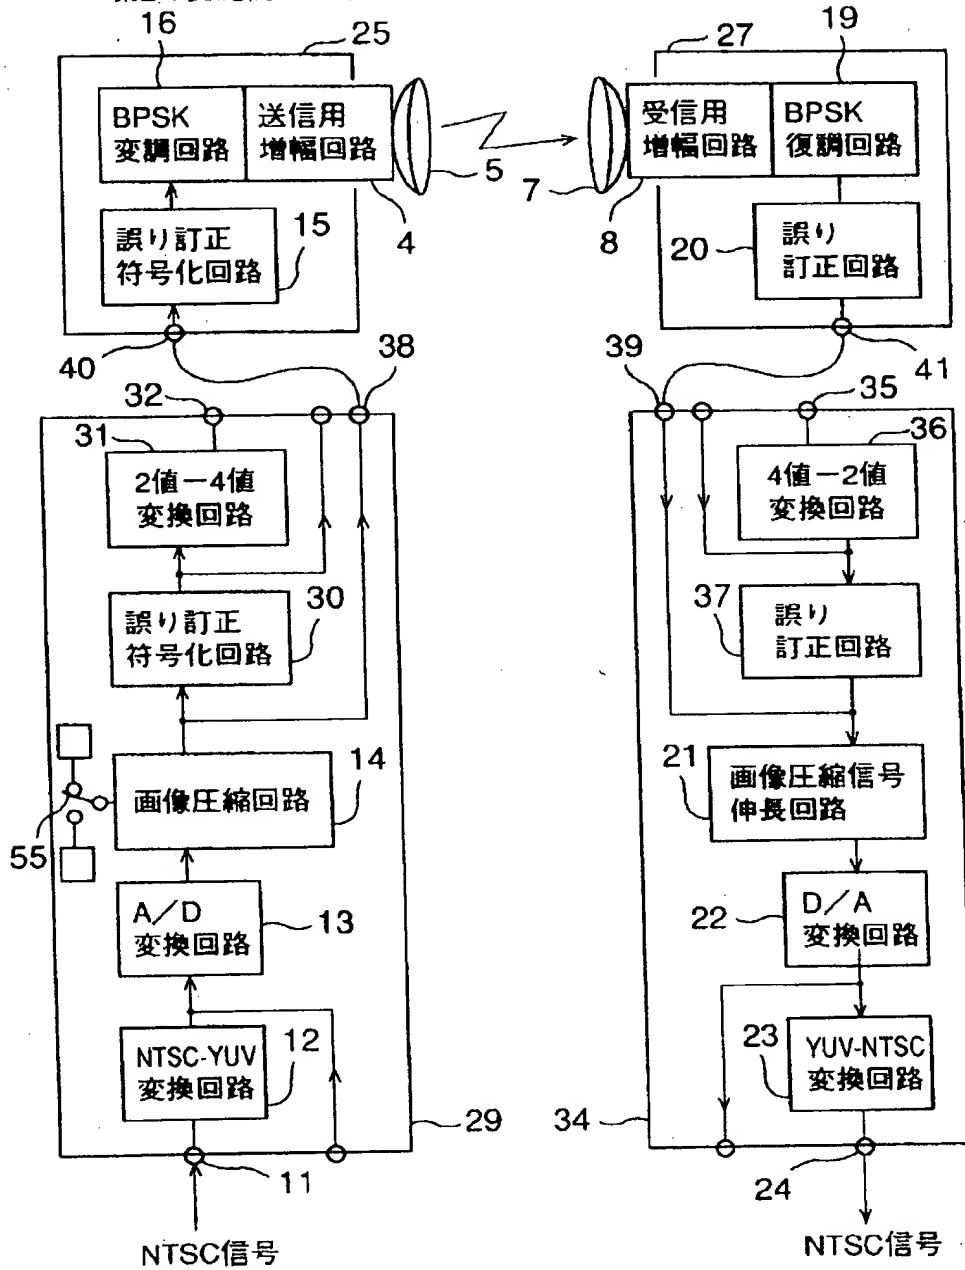 16
25
27
19
BPSK
変調回路
送信用
増幅回路
受信用
増幅回路
BPSK
復調回路
5
7
4
8
誤り訂正
符号化回路
15
20
誤り
訂正回路
40
38
39
41
32
35
31
36
2値−4値
変換回路
4値−2値
変換回路
30
37
誤り訂正
符号化回路
誤り
訂正回路
14
21
画像圧縮回路
画像圧縮信号
伸長回路
55
A/D
変換回路
13
22
D/A
変換回路
NTSC-YUV
変換回路
12
23
YUV-NTSC
変換回路
29
34
11
24
NTSC信号
NTSC信号